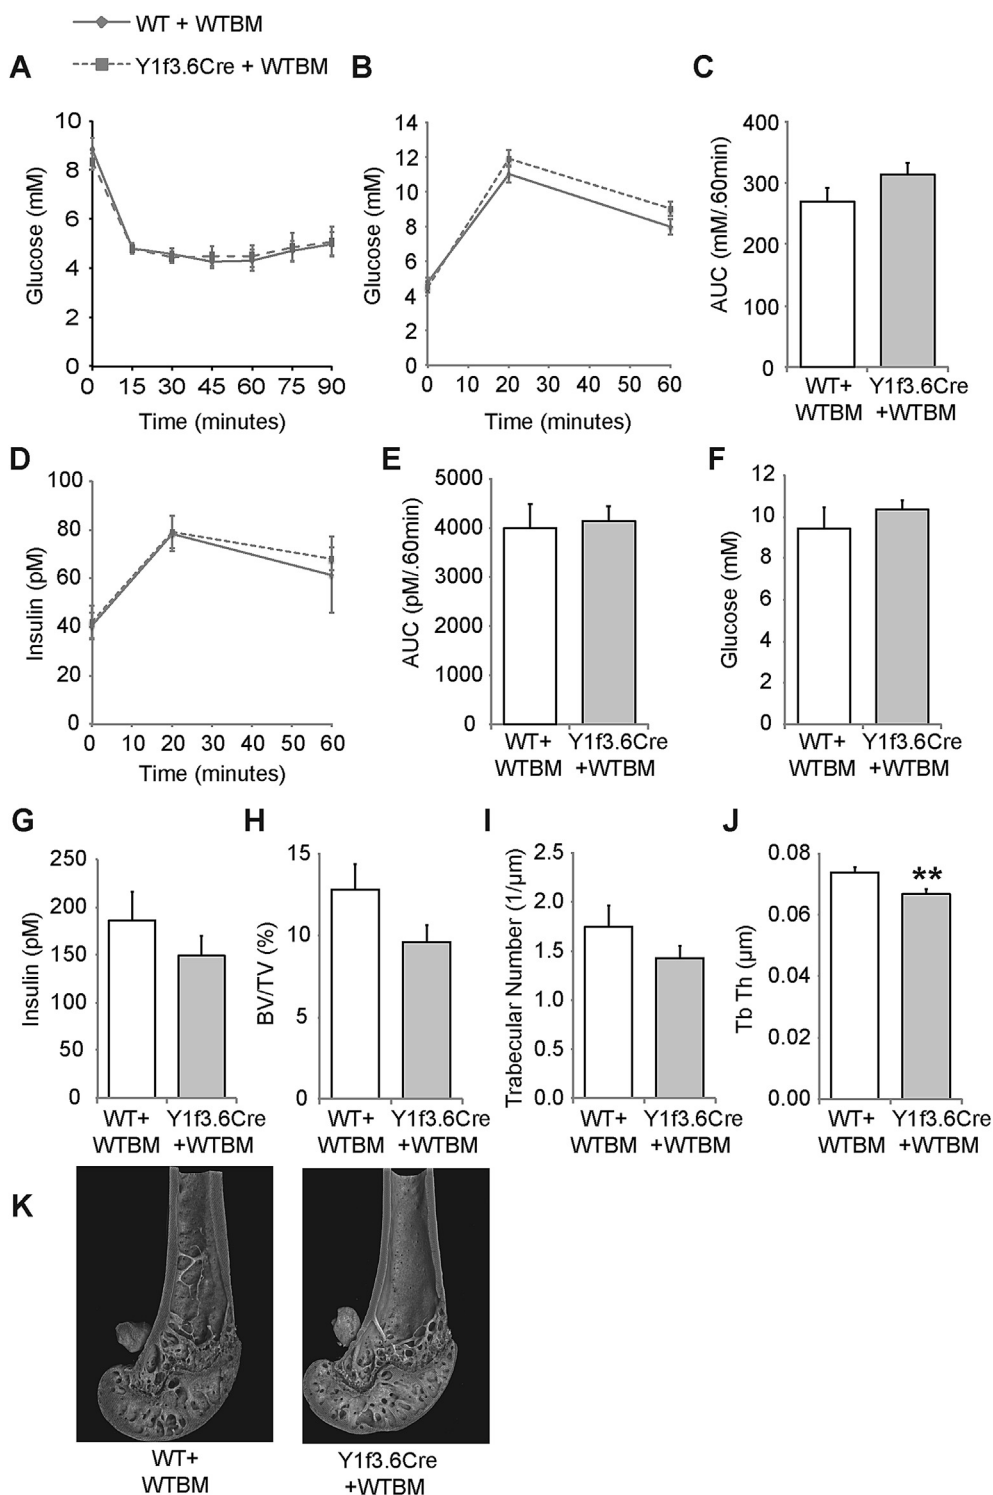 WT + WTBM
Y1f3.6Cre + WTBM
A
B
C
Glucose (mM)
10
8
6
4
2
0
0 15 30 45 60 75 90
Time (minutes)
Glucose (mM)
14
12
10
8
6
4
2
0
0 10 20 30 40 50 60
Time (minutes)
AUC (mM/.60min)
400
300
200
100
0
WT+ Y1f3.6Cre
WTBM +WTBM
D
E
F
Insulin (pM)
100
80
60
40
20
0
0 10 20 30 40 50 60
Time (minutes)
AUC (pM/.60min)
5000
4000
3000
2000
1000
0
WT+ Y1f3.6Cre
WTBM +WTBM
Glucose (mM)
12
10
8
6
4
2
0
WT+ Y1f3.6Cre
WTBM +WTBM
G
H
I
J
Insulin (pM)
250
200
150
100
50
0
WT+ Y1f3.6Cre
WTBM +WTBM
BV/TV (%)
15
10
5
0
WT+ Y1f3.6Cre
WTBM +WTBM
Trabecular Number (1/µm)
2.5
2.0
1.5
1.0
0.5
0.0
WT+ Y1f3.6Cre
WTBM +WTBM
Tb Th (µm)
0.08
0.06
0.04
0.02
0.00
**
WT+ Y1f3.6Cre
WTBM +WTBM
K
WT+
WTBM
Y1f3.6Cre
+WTBM